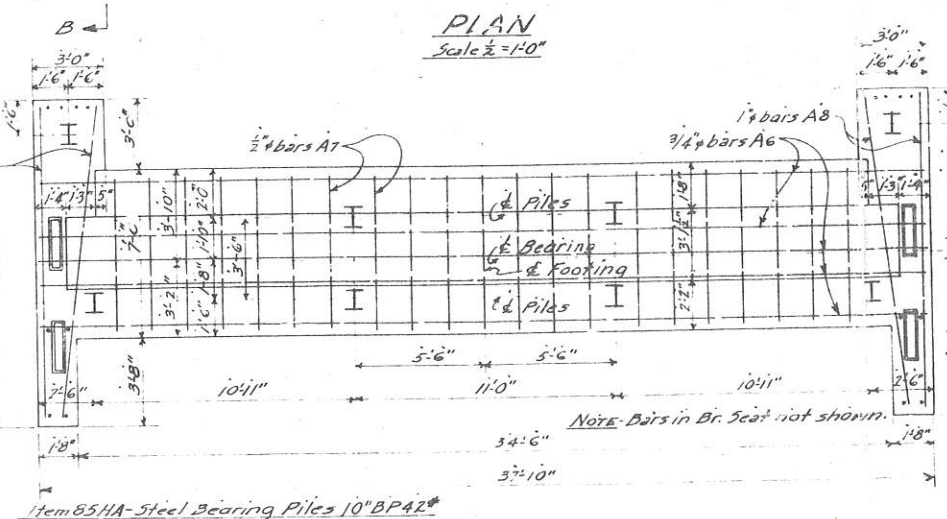 PLAN
Scale ½"=1'-0"
B
3'-0"
1'-6" 1'-6"
1'-6"
3'-0"
1'-6" 1'-6"
½"φ bars A7
1"φ bars A8
3/4"φ bars A6
1'-4" 1'-3" 5"
3'-10"
2'-0"
1'-10"
3'-6"
1'-8"
3'-2"
1'-6"
1'-8"
3'-1½"
2'-2"
5" 1'-3" 1'-4"
℄ Piles
℄ Bearing
℄ Footing
℄ Piles
5'-6" 5'-6"
3'-8"
2'-6" 10'-11" 11'-0" 10'-11" 2'-6"
NOTE-Bars in Br. Seat not shown.
1'-8" 34'-6" 1'-8"
37'-10"
Item 85HA-Steel Bearing Piles 10"BP42#